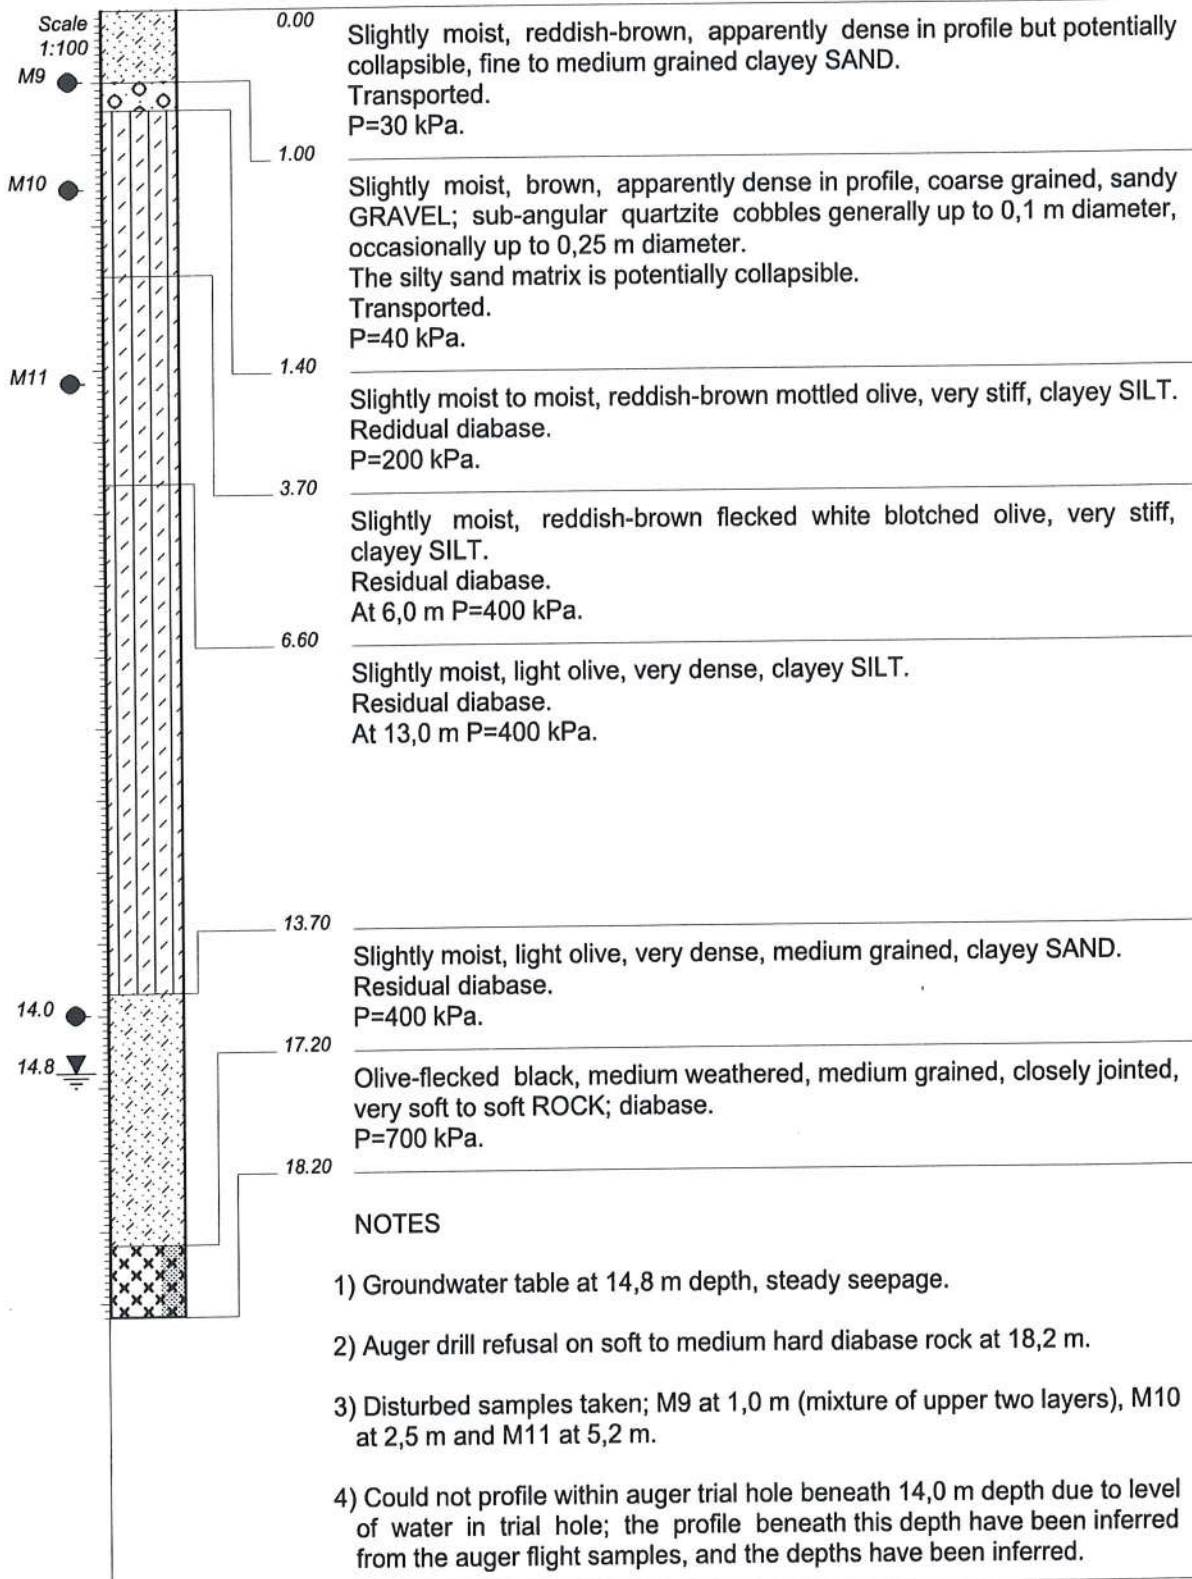 Scale
1:100
0.00
Slightly moist, reddish-brown, apparently dense in profile but potentially
collapsible, fine to medium grained clayey SAND.
Transported.
P=30 kPa.
M9
1.00
Slightly moist, brown, apparently dense in profile, coarse grained, sandy
GRAVEL; sub-angular quartzite cobbles generally up to 0,1 m diameter,
occasionally up to 0,25 m diameter.
The silty sand matrix is potentially collapsible.
Transported.
P=40 kPa.
M10
1.40
Slightly moist to moist, reddish-brown mottled olive, very stiff, clayey SILT.
Redidual diabase.
P=200 kPa.
M11
3.70
Slightly moist, reddish-brown flecked white blotched olive, very stiff,
clayey SILT.
Residual diabase.
At 6,0 m P=400 kPa.
6.60
Slightly moist, light olive, very dense, clayey SILT.
Residual diabase.
At 13,0 m P=400 kPa.
13.70
Slightly moist, light olive, very dense, medium grained, clayey SAND.
Residual diabase.
P=400 kPa.
14.0
17.20
14.8
Olive-flecked black, medium weathered, medium grained, closely jointed,
very soft to soft ROCK; diabase.
P=700 kPa.
18.20
NOTES
1) Groundwater table at 14,8 m depth, steady seepage.
2) Auger drill refusal on soft to medium hard diabase rock at 18,2 m.
3) Disturbed samples taken; M9 at 1,0 m (mixture of upper two layers), M10
at 2,5 m and M11 at 5,2 m.
4) Could not profile within auger trial hole beneath 14,0 m depth due to level
of water in trial hole; the profile beneath this depth have been inferred
from the auger flight samples, and the depths have been inferred.